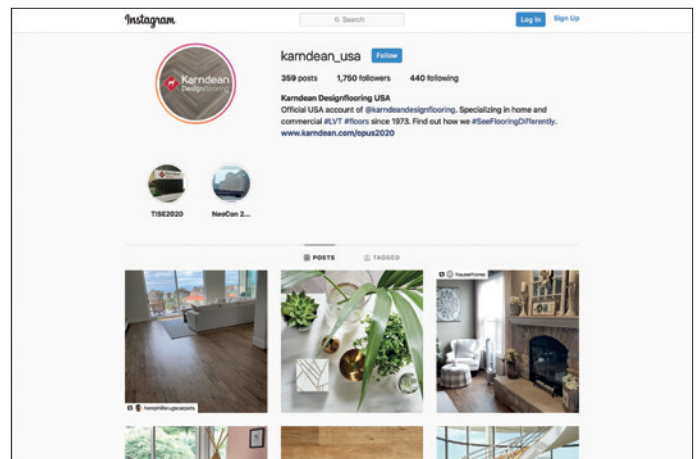 Instagram
Search
Log In Sign Up
karndean_usa Follow
Karndean
Designflooring
359 posts 1,750 followers 440 following
Karndean Designflooring USA
Official USA account of @karndeandesignflooring. Specializing in home and
commercial #LVT #floors since 1973. Find out how we #SeeFlooringDifferently.
www.karndean.com/opus2020
TISE2020 NeoCon 2...
POSTS TAGGED
hauserhome
hemphillsrugscarpets